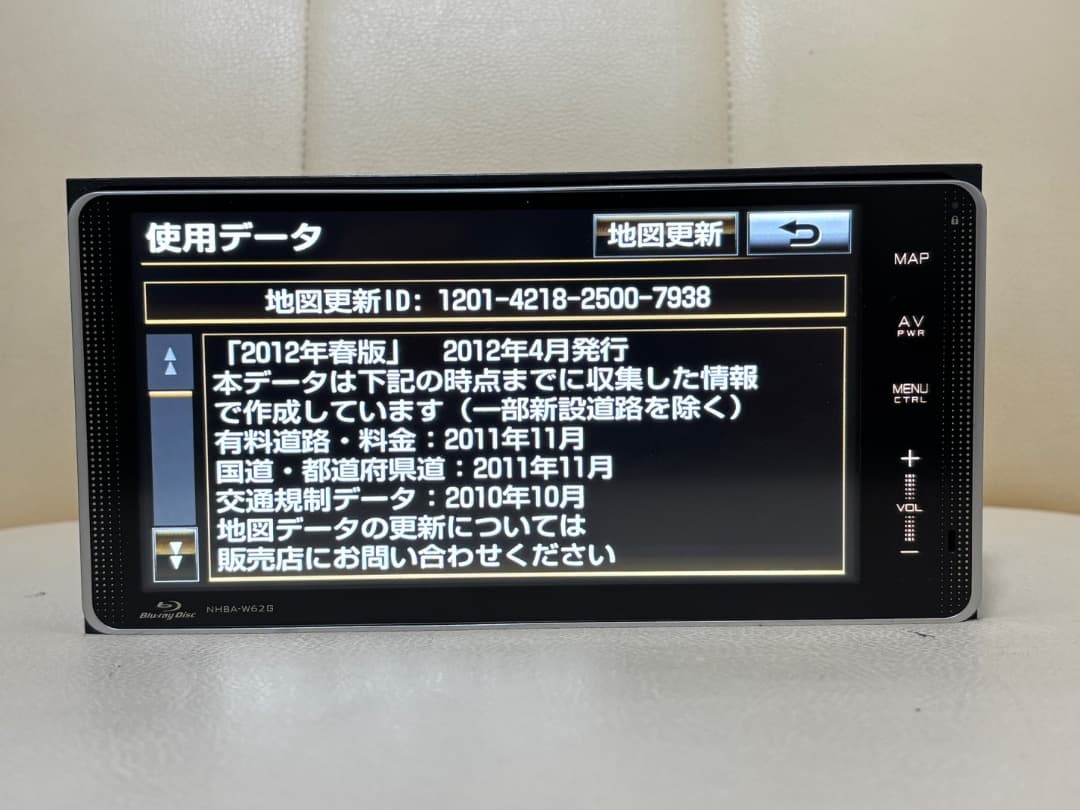 使用データ
地図更新
地図更新ID: 1201-4218-2500-7938
「2012年春版」 2012年4月発行
本データは下記の時点までに収集した情報
で作成しています（一部新設道路を除く）
有料道路・料金：2011年11月
国道・都道府県道：2011年11月
交通規制データ：2010年10月
地図データの更新については
販売店にお問い合わせください
MAP
AV
PWR
MENU
CTRL
+
VOL
−
Blu-ray Disc NHBA-W62G